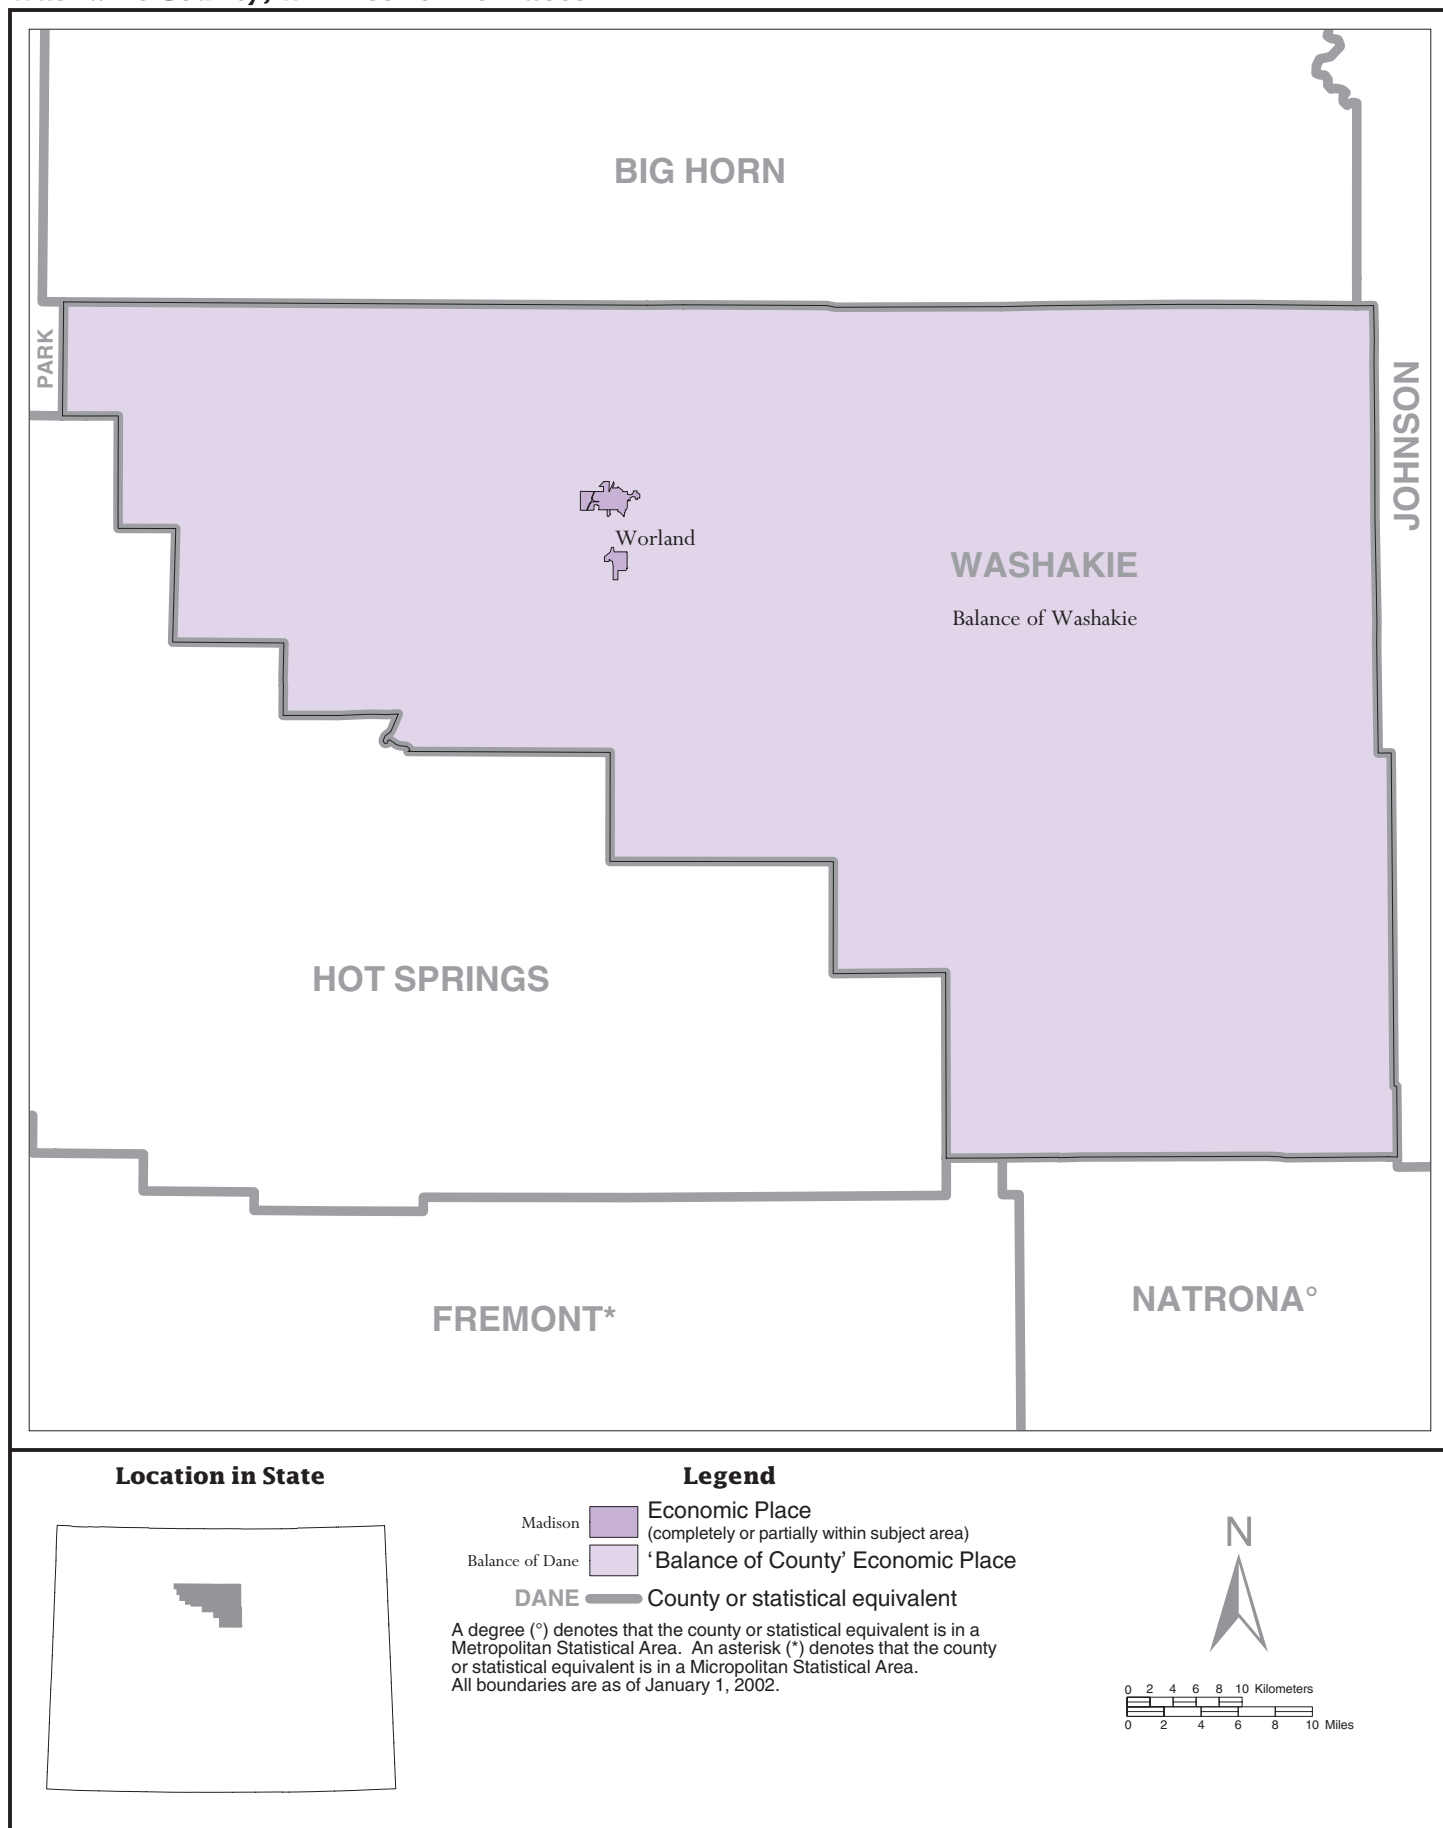 BIG HORN
PARK
JOHNSON
Worland
WASHAKIE
Balance of Washakie
HOT SPRINGS
FREMONT*
NATRONA°
Location in State
Legend
Madison
Economic Place
(completely or partially within subject area)
Balance of Dane
‘Balance of County’ Economic Place
DANE
County or statistical equivalent
A degree (°) denotes that the county or statistical equivalent is in a
Metropolitan Statistical Area. An asterisk (*) denotes that the county
or statistical equivalent is in a Micropolitan Statistical Area.
All boundaries are as of January 1, 2002.
N
0 2 4 6 8 10 Kilometers
0 2 4 6 8 10 Miles